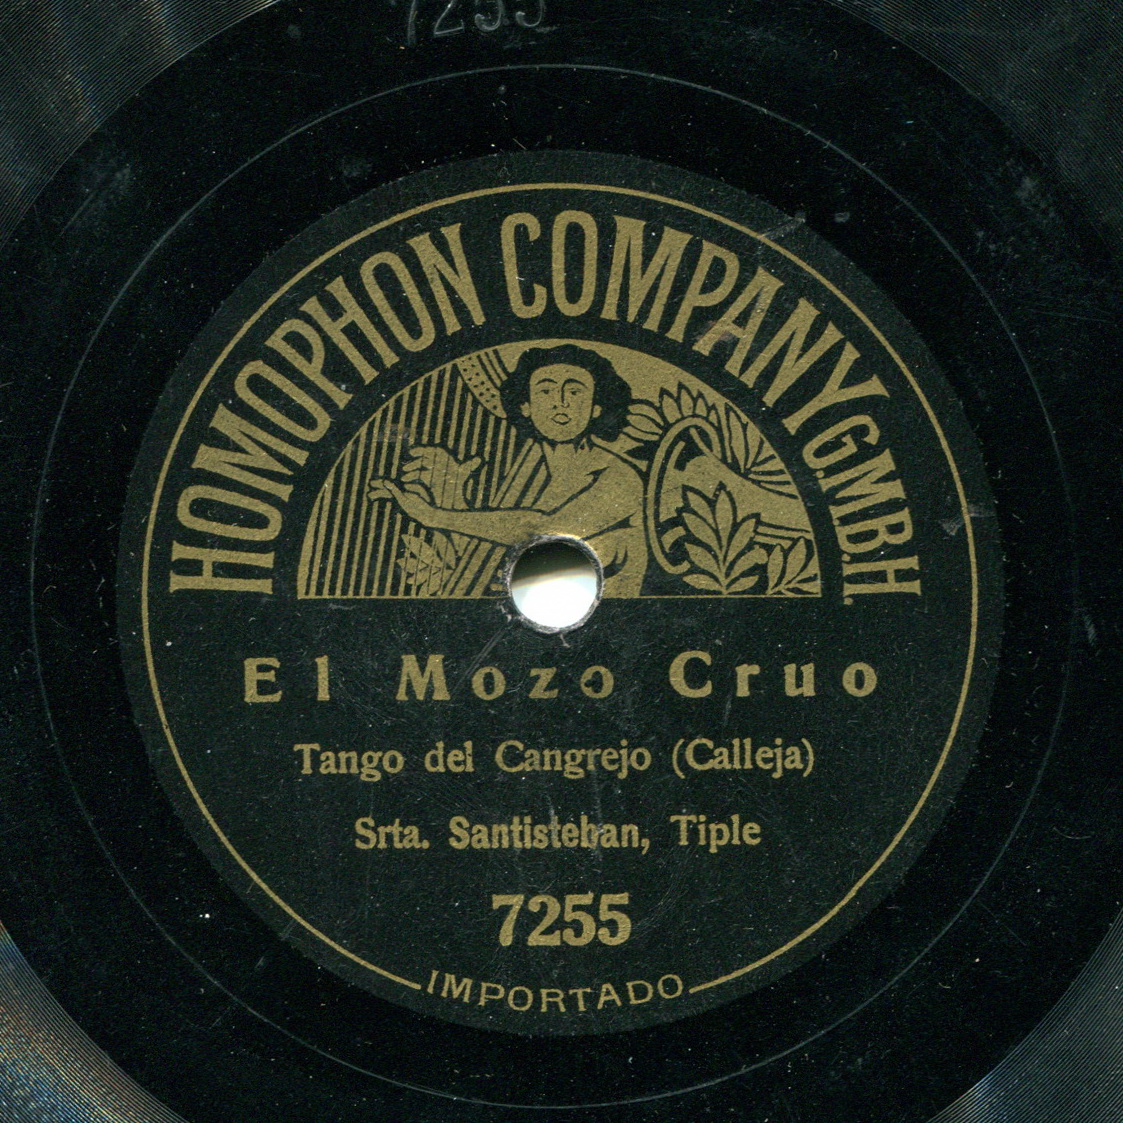 7255
HOMOPHON COMPANY G.M.B.H.
El Mozo Cruo
Tango del Cangrejo (Calleja)
Srta. Santisteban, Tiple
7255
IMPORTADO